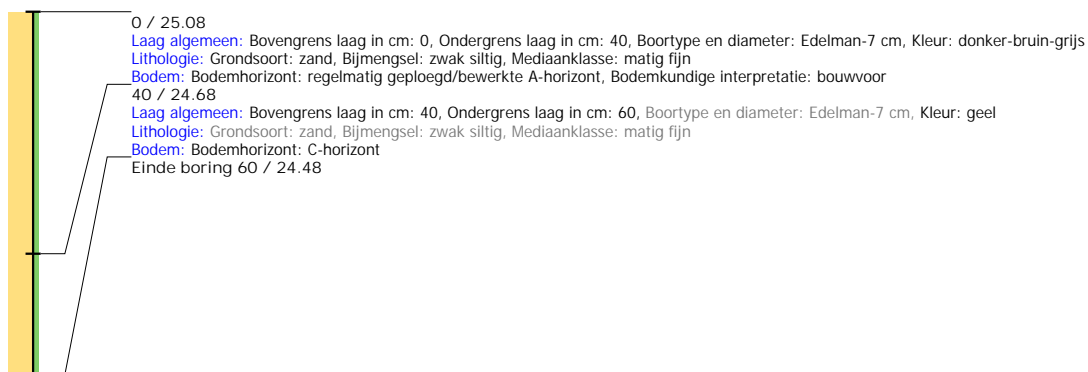 0 / 25.08
Laag algemeen: Bovengrens laag in cm: 0, Ondergrens laag in cm: 40, Boortype en diameter: Edelman-7 cm, Kleur: donker-bruin-grijs
Lithologie: Grondsoort: zand, Bijmengsel: zwak siltig, Mediaanklasse: matig fijn
Bodem: Bodemhorizont: regelmatig geploegd/bewerkte A-horizont, Bodemkundige interpretatie: bouwvoor
40 / 24.68
Laag algemeen: Bovengrens laag in cm: 40, Ondergrens laag in cm: 60, Boortype en diameter: Edelman-7 cm, Kleur: geel
Lithologie: Grondsoort: zand, Bijmengsel: zwak siltig, Mediaanklasse: matig fijn
Bodem: Bodemhorizont: C-horizont
Einde boring 60 / 24.48